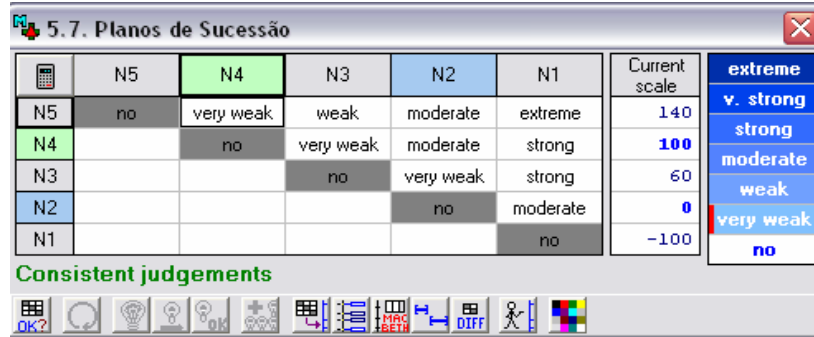 5.7. Planos de Sucessão
N5 N4 N3 N2 N1 Current scale
N5 no very weak weak moderate extreme 140
N4 no very weak moderate strong 100
N3 no very weak strong 60
N2 no moderate 0
N1 no -100
extreme
v. strong
strong
moderate
weak
very weak
no
Consistent judgements
OK? OK MAC BETH DIFF